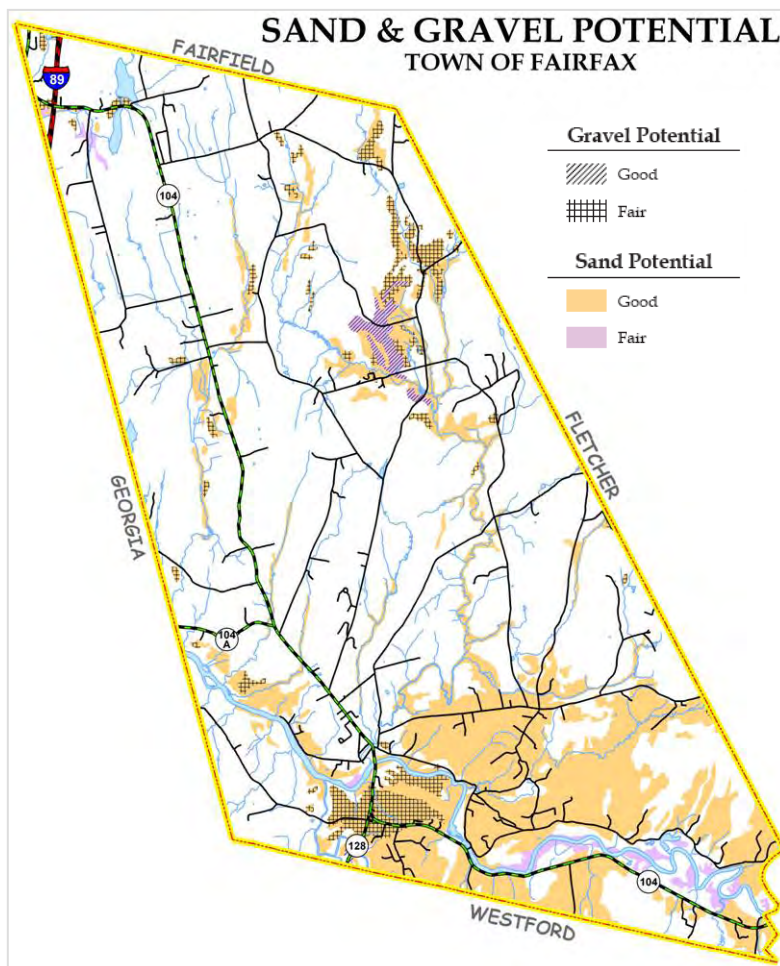 SAND & GRAVEL POTENTIAL
TOWN OF FAIRFAX
FAIRFIELD
89
Gravel Potential
Good
Fair
104
Sand Potential
Good
Fair
FLETCHER
GEORGIA
104
A
128
104
WESTFORD